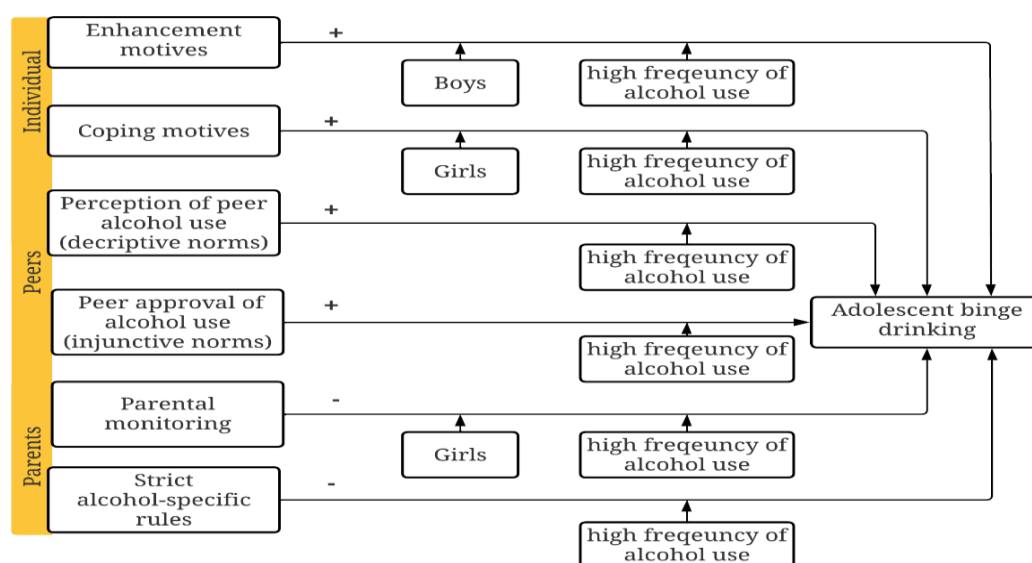 Individual
Enhancement
motives
+
Boys
high freqeuncy of
alcohol use
Coping motives
+
Girls
high freqeuncy of
alcohol use
Peers
Perception of peer
alcohol use
(decriptive norms)
+
high freqeuncy of
alcohol use
Peer approval of
alcohol use
(injunctive norms)
+
high freqeuncy of
alcohol use
Adolescent binge
drinking
Parents
Parental
monitoring
-
Girls
high freqeuncy of
alcohol use
Strict
alcohol-specific
rules
-
high freqeuncy of
alcohol use